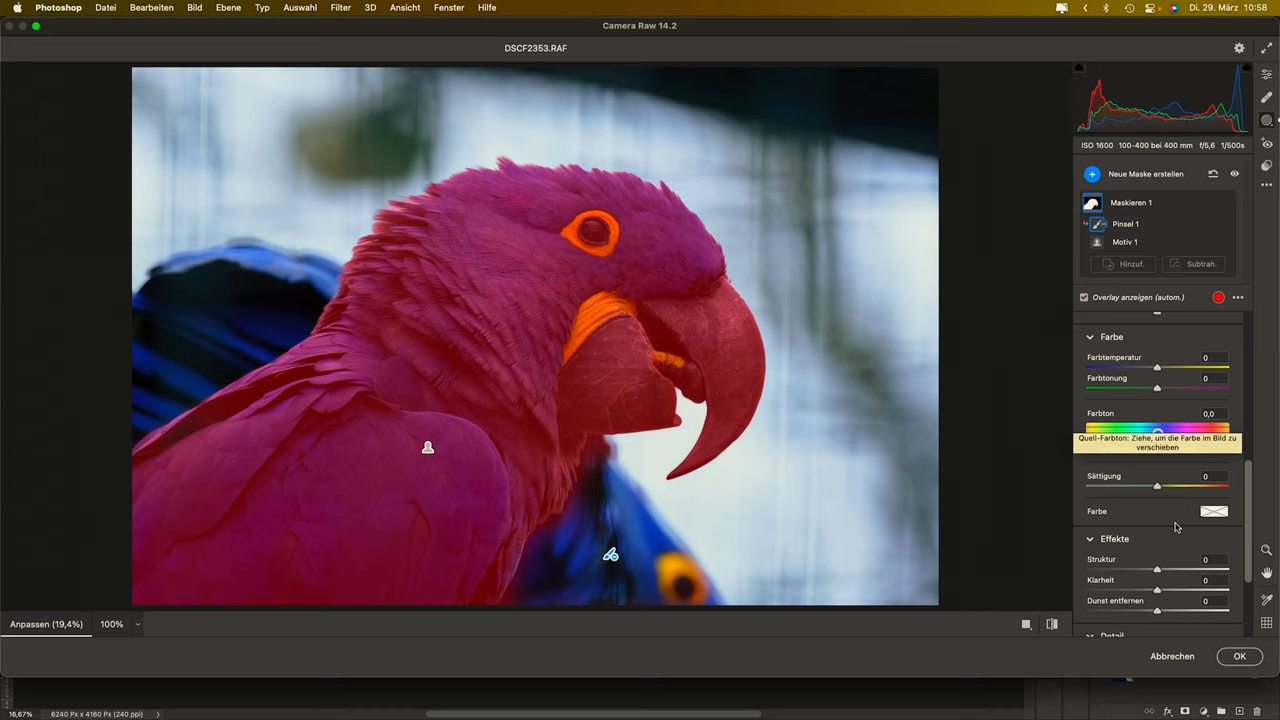 Photoshop Datei Bearbeiten Bild Ebene Typ Auswahl Filter 3D Ansicht Fenster Hilfe Di. 29. März 10:58
Camera Raw 14.2
DSCF2353.RAF
ISO 1600 100-400 bei 400 mm f/5,6 1/500s
Neue Maske erstellen
Maskieren 1
Pinsel 1
Motiv 1
Hinzuf. Subtrah.
Overlay anzeigen (autom.)
Farbe
Farbtemperatur 0
Farbtonung 0
Farbton 0,0
Quell-Farbton: Ziehe, um die Farbe im Bild zu
verschieben
Sättigung 0
Farbe
Effekte
Struktur 0
Klarheit 0
Dunst entfernen 0
Detail
Anpassen (19,4%) 100%
Abbrechen OK
16,67% 6240 Px x 4160 Px (240 ppi)
fx